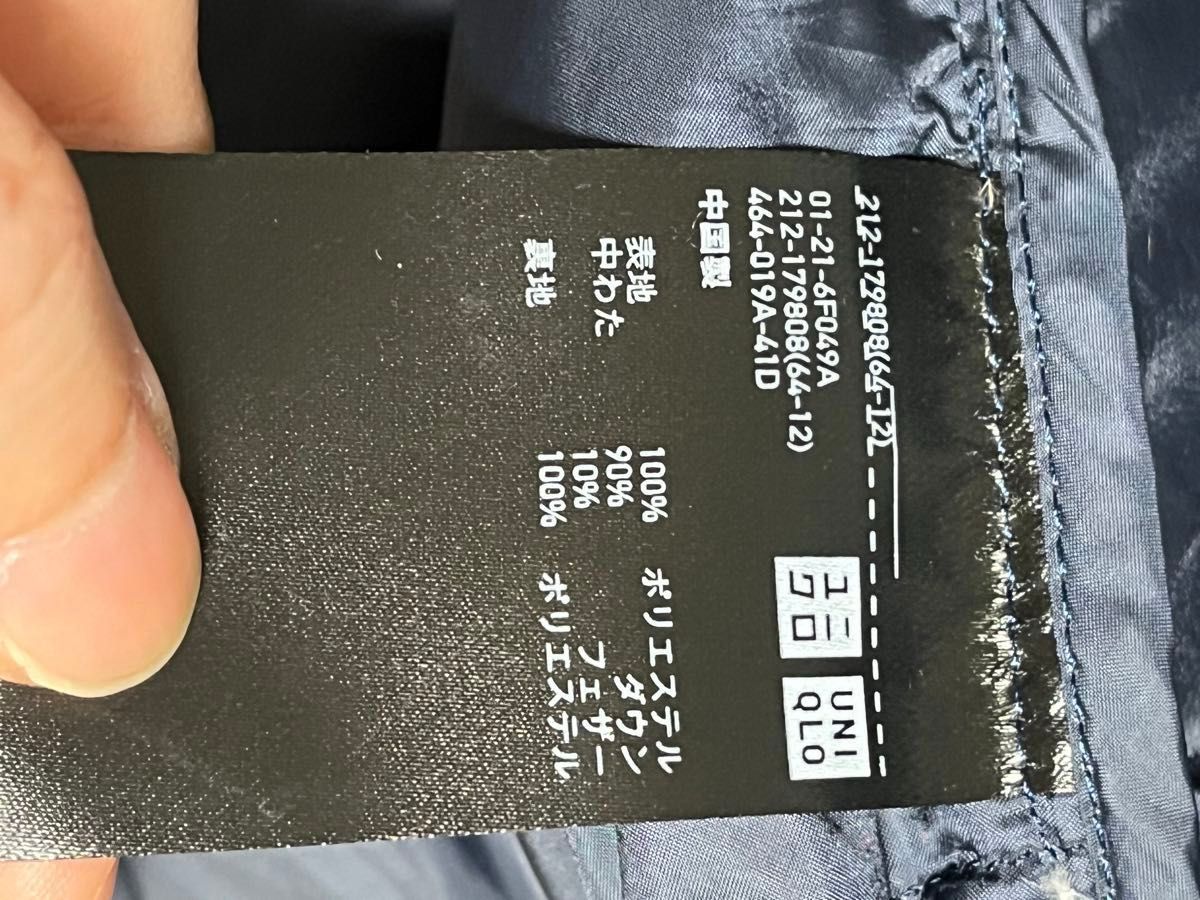 212-179808(64-12)
ユニ
クロ
UNI
QLO
01-21-6F049A
212-179808(64-12)
464-019A-41D
中国製
表地 100% ポリエステル
中わた 90% ダウン
10% フェザー
裏地 100% ポリエステル